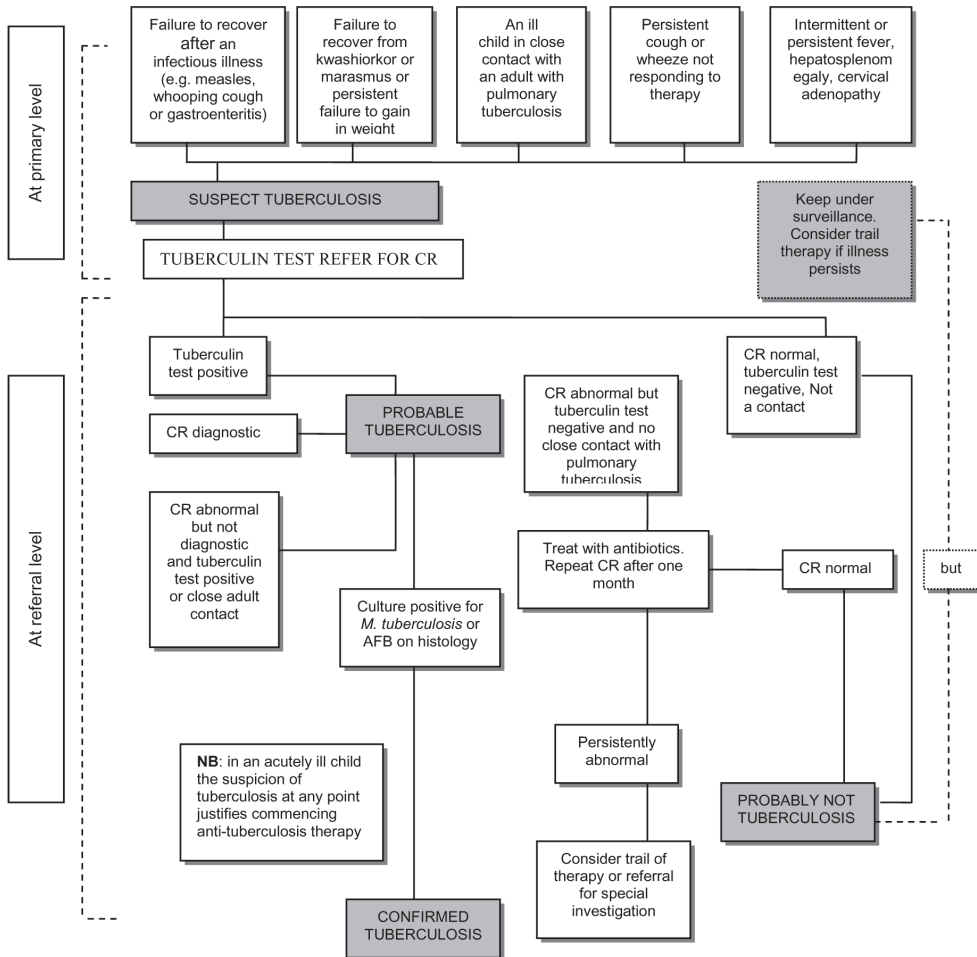 At primary level
Failure to
recover after an
infectious illness
(e.g. measles,
whooping cough
or gastroenteritis)
Failure to
recover from
kwashiorkor or
marasmus or
persistent
failure to gain
in weight
An ill
child in close
contact with
an adult with
pulmonary
tuberculosis
Persistent
cough or
wheeze not
responding to
therapy
Intermittent or
persistent fever,
hepatosplenom
egaly, cervical
adenopathy
SUSPECT TUBERCULOSIS
TUBERCULIN TEST REFER FOR CR
Keep under
surveillance.
Consider trail
therapy if illness
persists
At referral level
Tuberculin
test positive
CR diagnostic
CR abnormal
but not
diagnostic
and tuberculin
test positive
or close adult
contact
PROBABLE
TUBERCULOSIS
Culture positive for
M. tuberculosis or
AFB on histology
CR abnormal but
tuberculin test
negative and no
close contact with
pulmonary
tuberculosis
CR normal,
tuberculin test
negative, Not
a contact
Treat with antibiotics.
Repeat CR after one
month
CR normal
but
Persistently
abnormal
NB: in an acutely ill child
the suspicion of
tuberculosis at any point
justifies commencing
anti-tuberculosis therapy
PROBABLY NOT
TUBERCULOSIS
Consider trail of
therapy or referral
for special
investigation
CONFIRMED
TUBERCULOSIS